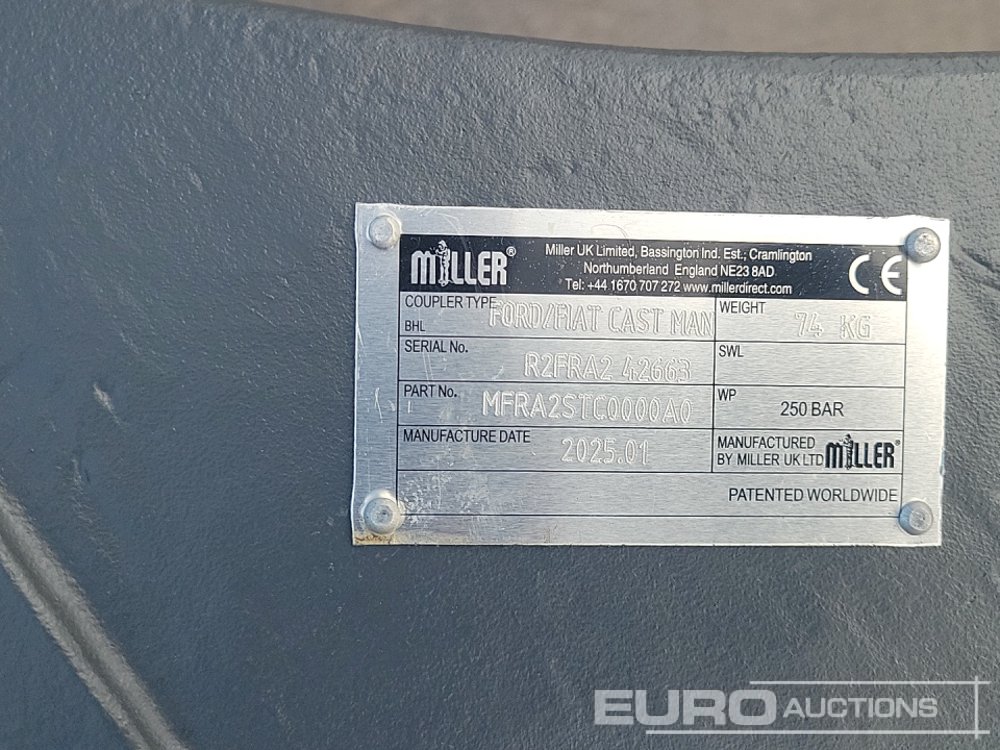 MILLER®
Miller UK Limited, Bassington Ind. Est., Cramlington
Northumberland England NE23 8AD
Tel: +44 1670 707 272 www.millerdirect.com
CE
COUPLER TYPE FORD/FIAT CAST MAN
BHL
WEIGHT 74 KG
SERIAL No. R2FRA2 42663
SWL
PART No. MFRA2STC0000A0
WP 250 BAR
MANUFACTURE DATE 2025.01
MANUFACTURED
BY MILLER UK LTD MILLER®
PATENTED WORLDWIDE
EURO AUCTIONS